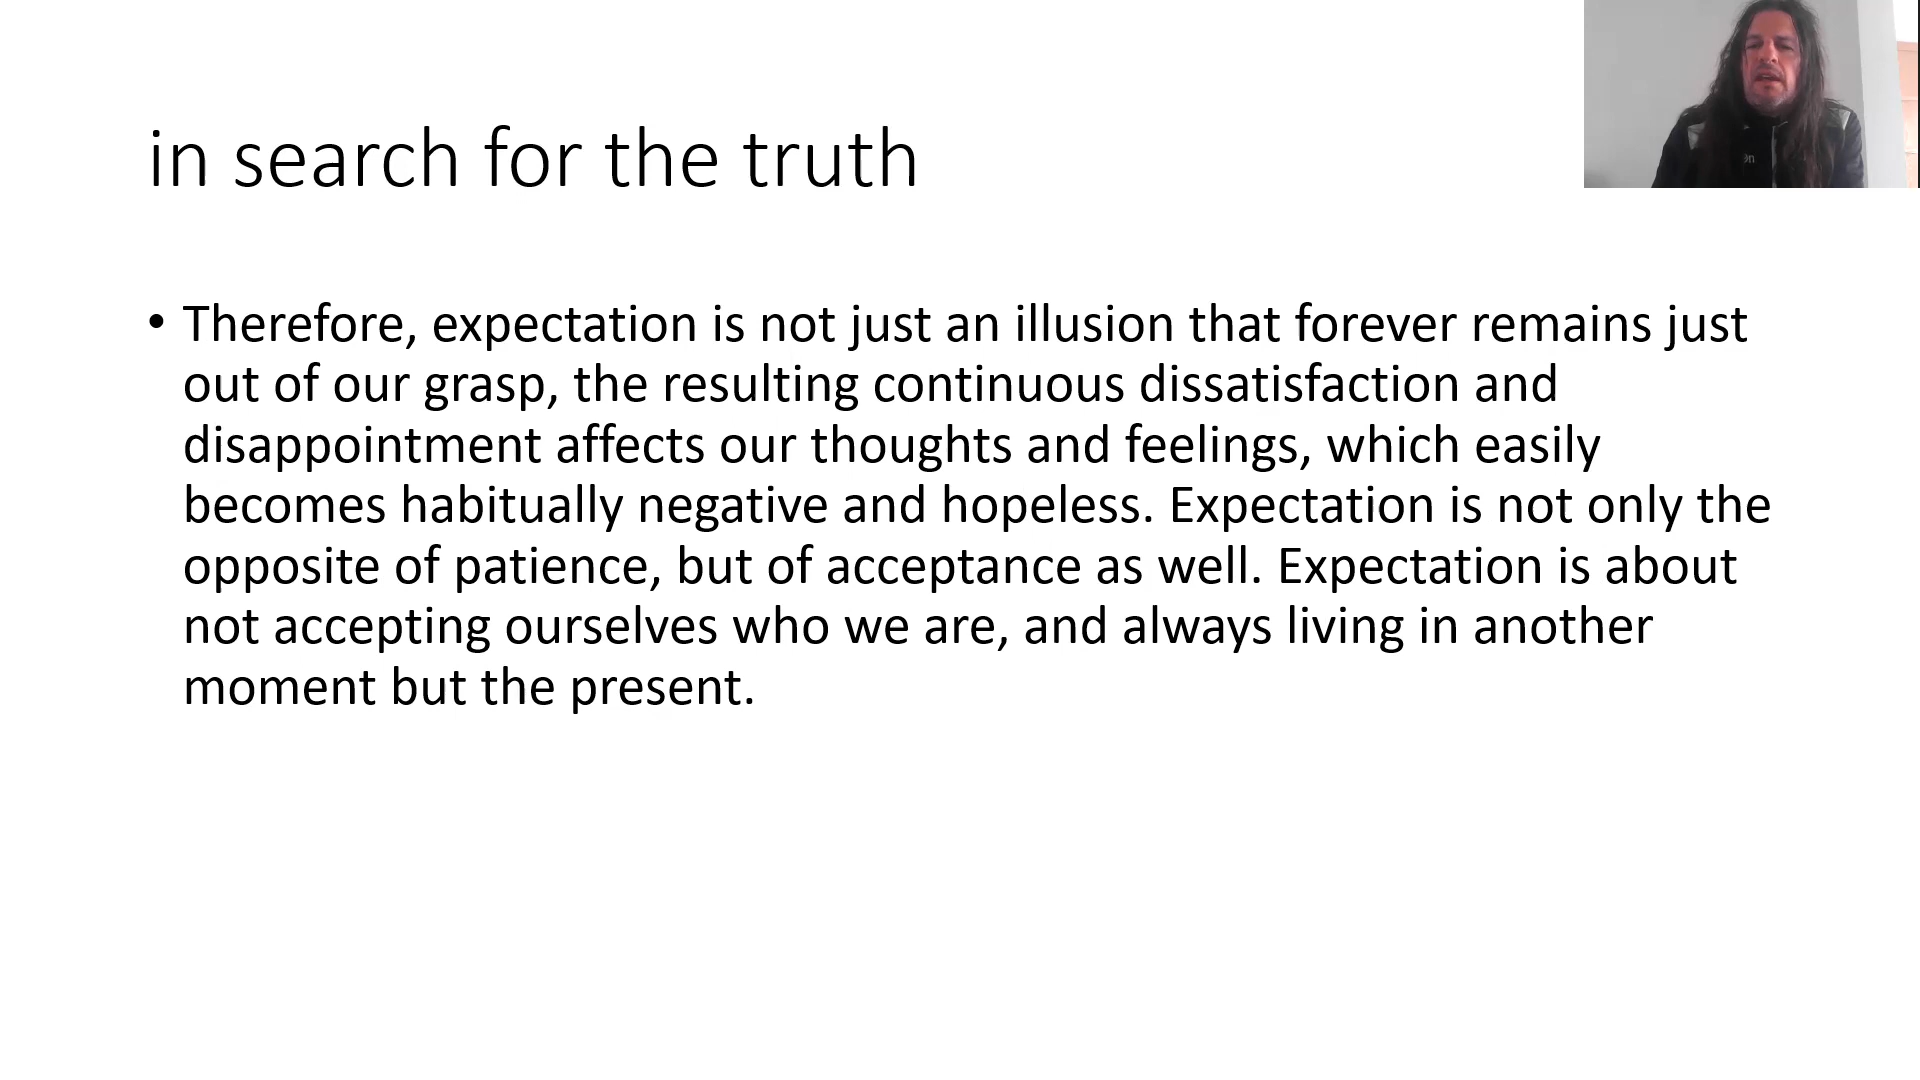 in search for the truth
• Therefore, expectation is not just an illusion that forever remains just
out of our grasp, the resulting continuous dissatisfaction and
disappointment affects our thoughts and feelings, which easily
becomes habitually negative and hopeless. Expectation is not only the
opposite of patience, but of acceptance as well. Expectation is about
not accepting ourselves who we are, and always living in another
moment but the present.